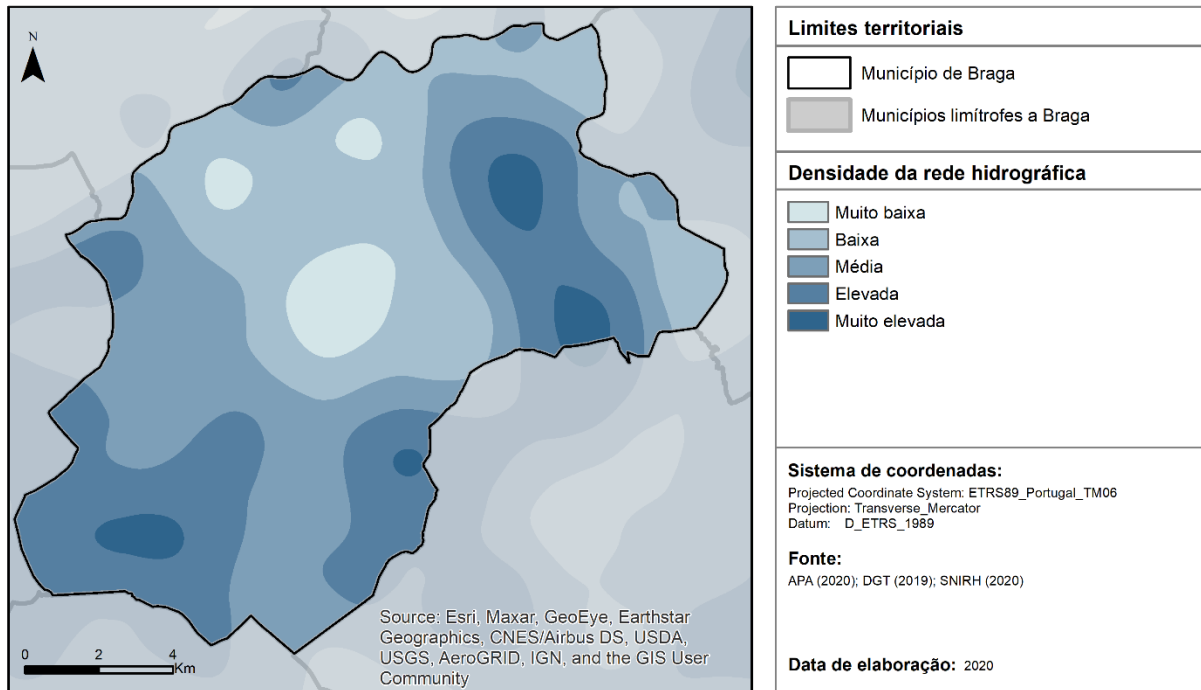 N
0 2 4
Km
Source: Esri, Maxar, GeoEye, Earthstar
Geographics, CNES/Airbus DS, USDA,
USGS, AeroGRID, IGN, and the GIS User
Community
Limites territoriais
Município de Braga
Municípios limítrofes a Braga
Densidade da rede hidrográfica
Muito baixa
Baixa
Média
Elevada
Muito elevada
Sistema de coordenadas:
Projected Coordinate System: ETRS89_Portugal_TM06
Projection: Transverse_Mercator
Datum: D_ETRS_1989
Fonte:
APA (2020); DGT (2019); SNIRH (2020)
Data de elaboração: 2020